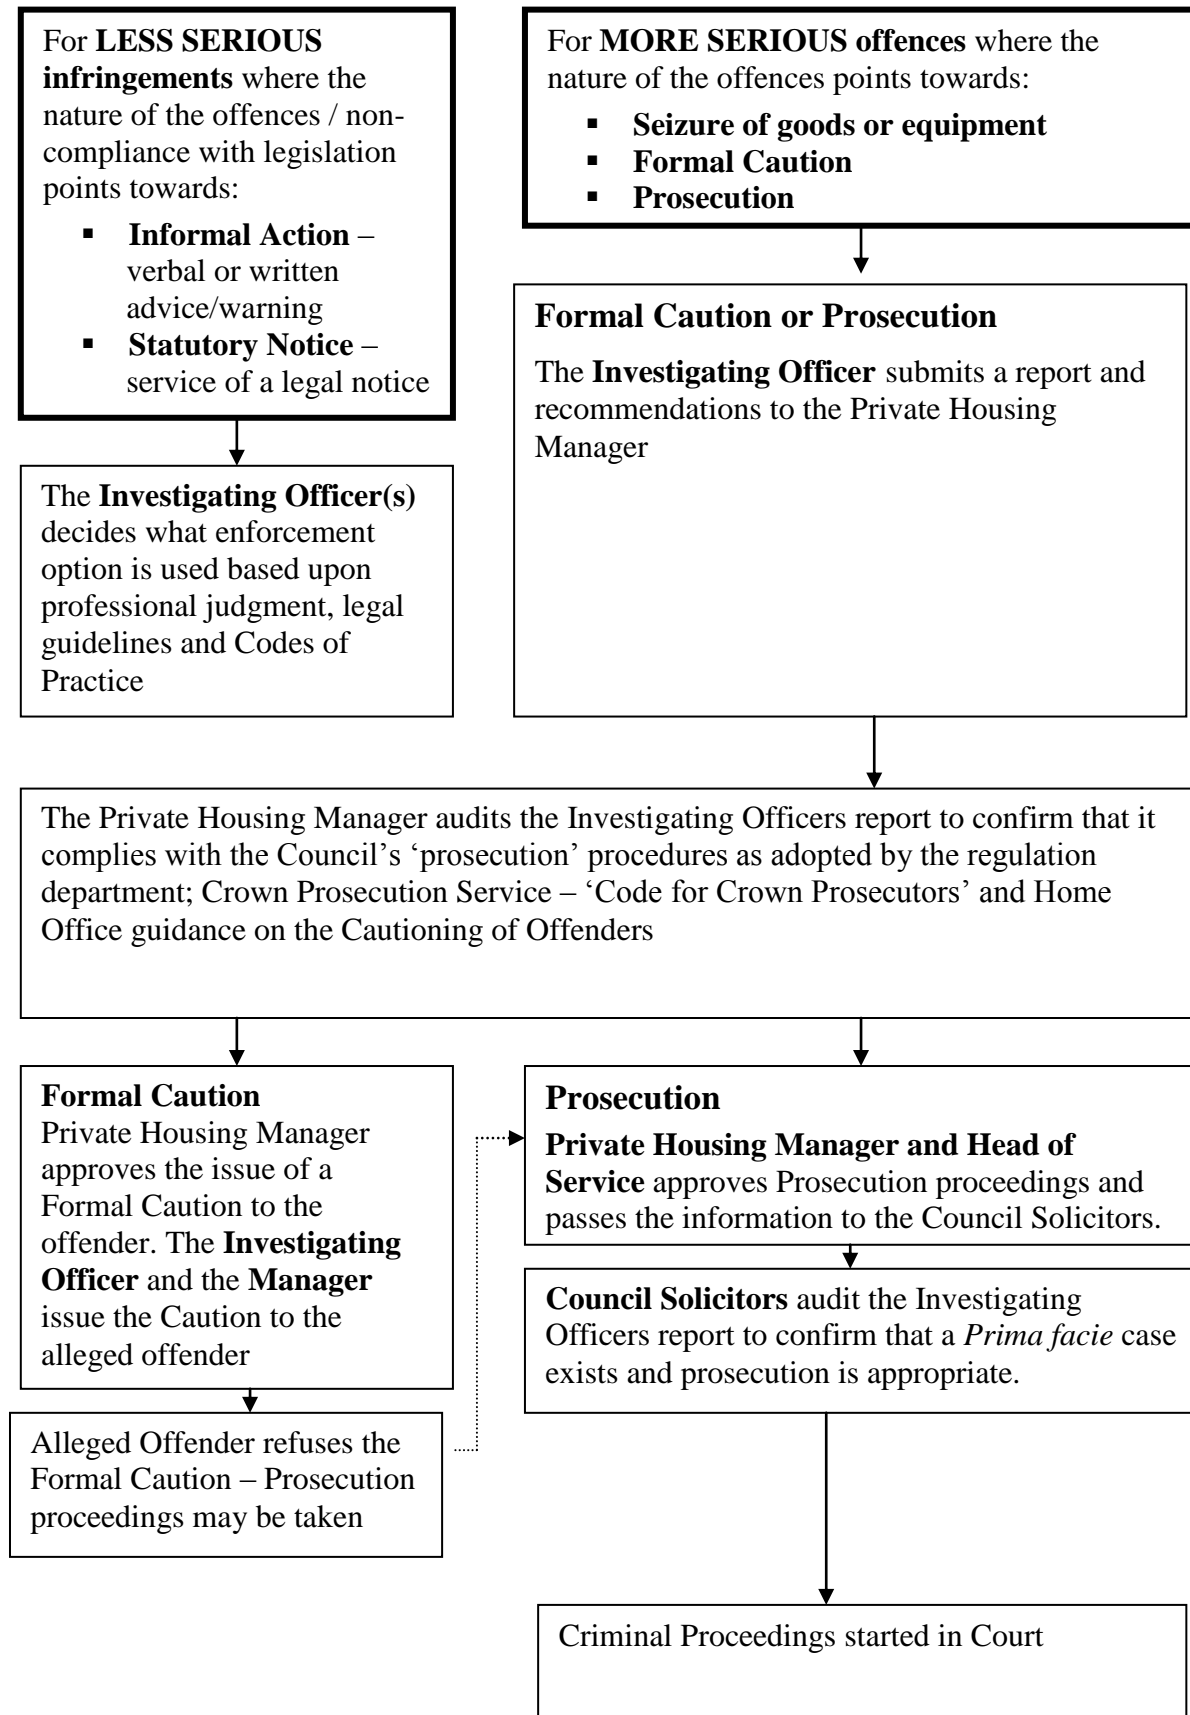 For LESS SERIOUS
infringements where the
nature of the offences / non-
compliance with legislation
points towards:
▪ Informal Action –
verbal or written
advice/warning
▪ Statutory Notice –
service of a legal notice
The Investigating Officer(s)
decides what enforcement
option is used based upon
professional judgment, legal
guidelines and Codes of
Practice
For MORE SERIOUS offences where the
nature of the offences points towards:
▪ Seizure of goods or equipment
▪ Formal Caution
▪ Prosecution
Formal Caution or Prosecution
The Investigating Officer submits a report and
recommendations to the Private Housing
Manager
The Private Housing Manager audits the Investigating Officers report to confirm that it
complies with the Council’s ‘prosecution’ procedures as adopted by the regulation
department; Crown Prosecution Service – ‘Code for Crown Prosecutors’ and Home
Office guidance on the Cautioning of Offenders
Formal Caution
Private Housing Manager
approves the issue of a
Formal Caution to the
offender. The Investigating
Officer and the Manager
issue the Caution to the
alleged offender
Alleged Offender refuses the
Formal Caution – Prosecution
proceedings may be taken
Prosecution
Private Housing Manager and Head of
Service approves Prosecution proceedings and
passes the information to the Council Solicitors.
Council Solicitors audit the Investigating
Officers report to confirm that a Prima facie case
exists and prosecution is appropriate.
Criminal Proceedings started in Court